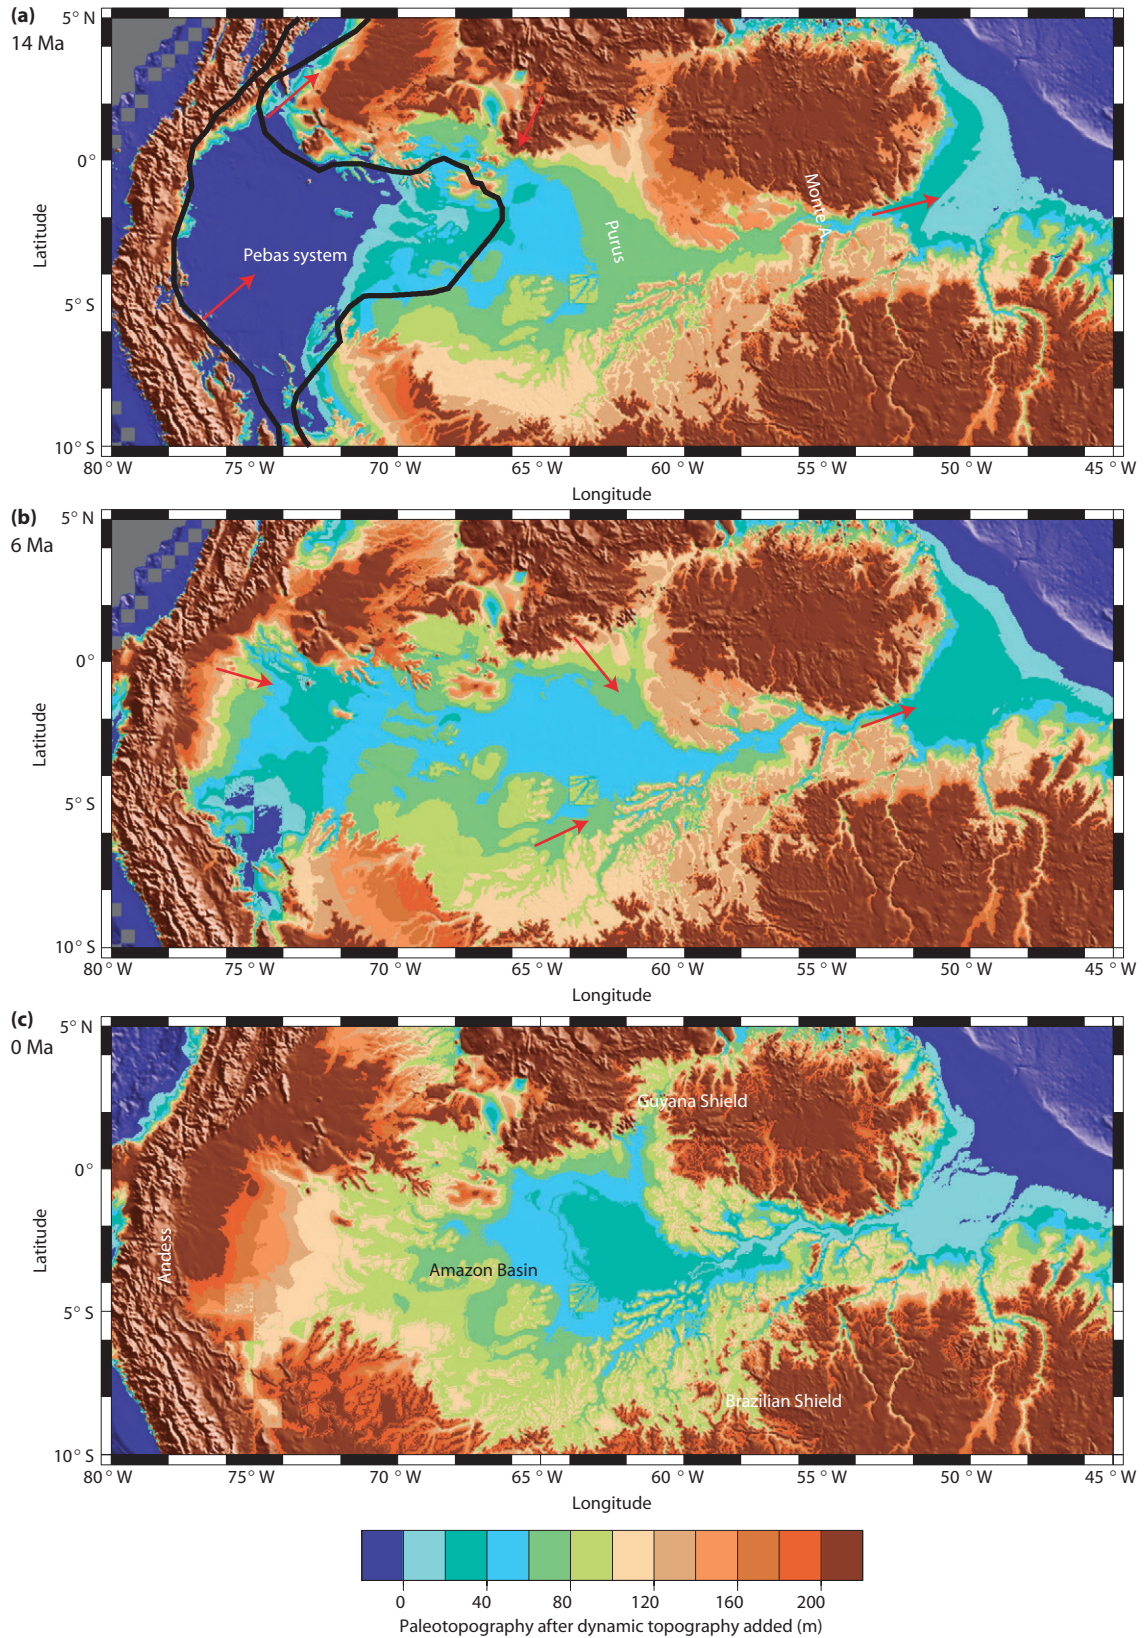 (a)
14 Ma
5° N
0°
5° S
10° S
Latitude
Pebas system
Purus
Monte A.
80 ° W
75° W
70° W
65° W
60° W
55° W
50° W
45° W
Longitude
(b)
6 Ma
5° N
0°
5° S
10° S
Latitude
80 ° W
75° W
70° W
65° W
60° W
55° W
50° W
45° W
Longitude
(c)
0 Ma
5° N
0°
5° S
10° S
Latitude
Guyana Shield
Andess
Amazon Basin
Brazilian Shield
80 ° W
75° W
70° W
65° W
60° W
55° W
50° W
45° W
Longitude
0 40 80 120 160 200
Paleotopography after dynamic topography added (m)